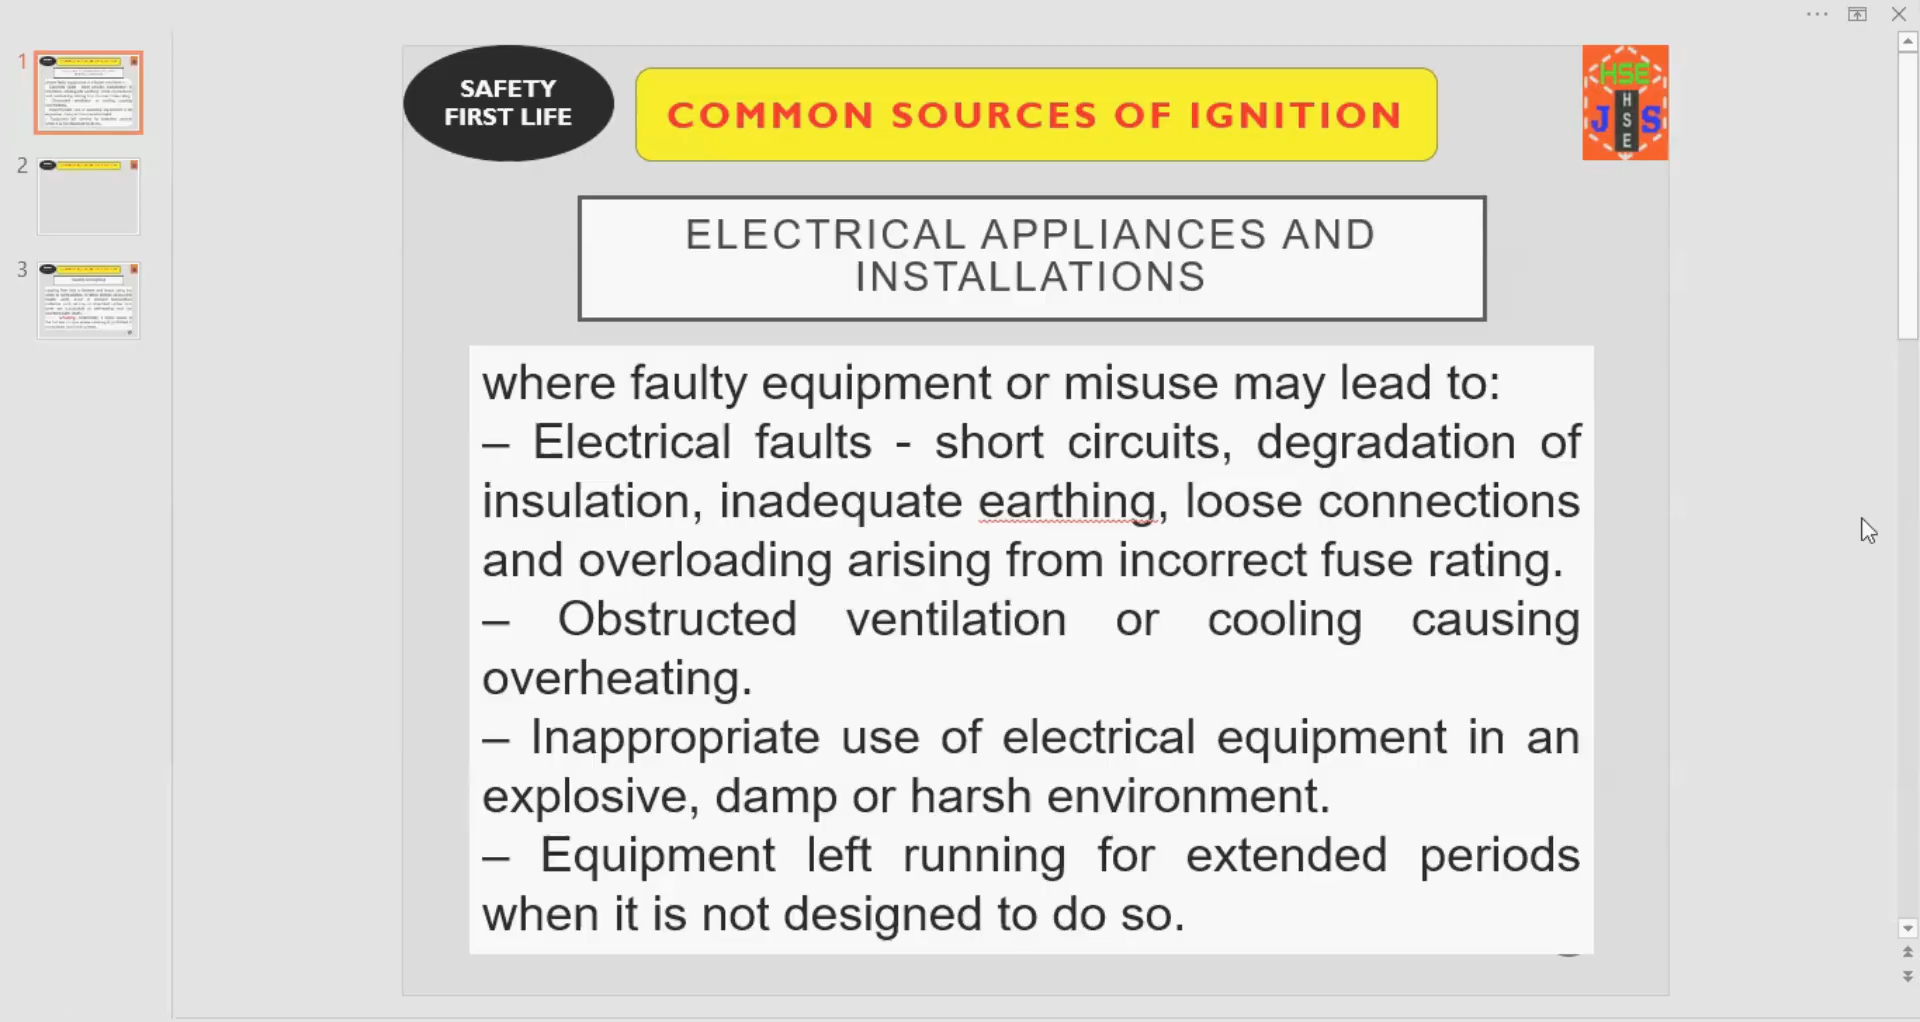 SAFETY
FIRST LIFE
COMMON SOURCES OF IGNITION
HSE
J HSE S
ELECTRICAL APPLIANCES AND
INSTALLATIONS
where faulty equipment or misuse may lead to:
– Electrical faults - short circuits, degradation of
insulation, inadequate earthing, loose connections
and overloading arising from incorrect fuse rating.
– Obstructed ventilation or cooling causing
overheating.
– Inappropriate use of electrical equipment in an
explosive, damp or harsh environment.
– Equipment left running for extended periods
when it is not designed to do so.
1
2
3